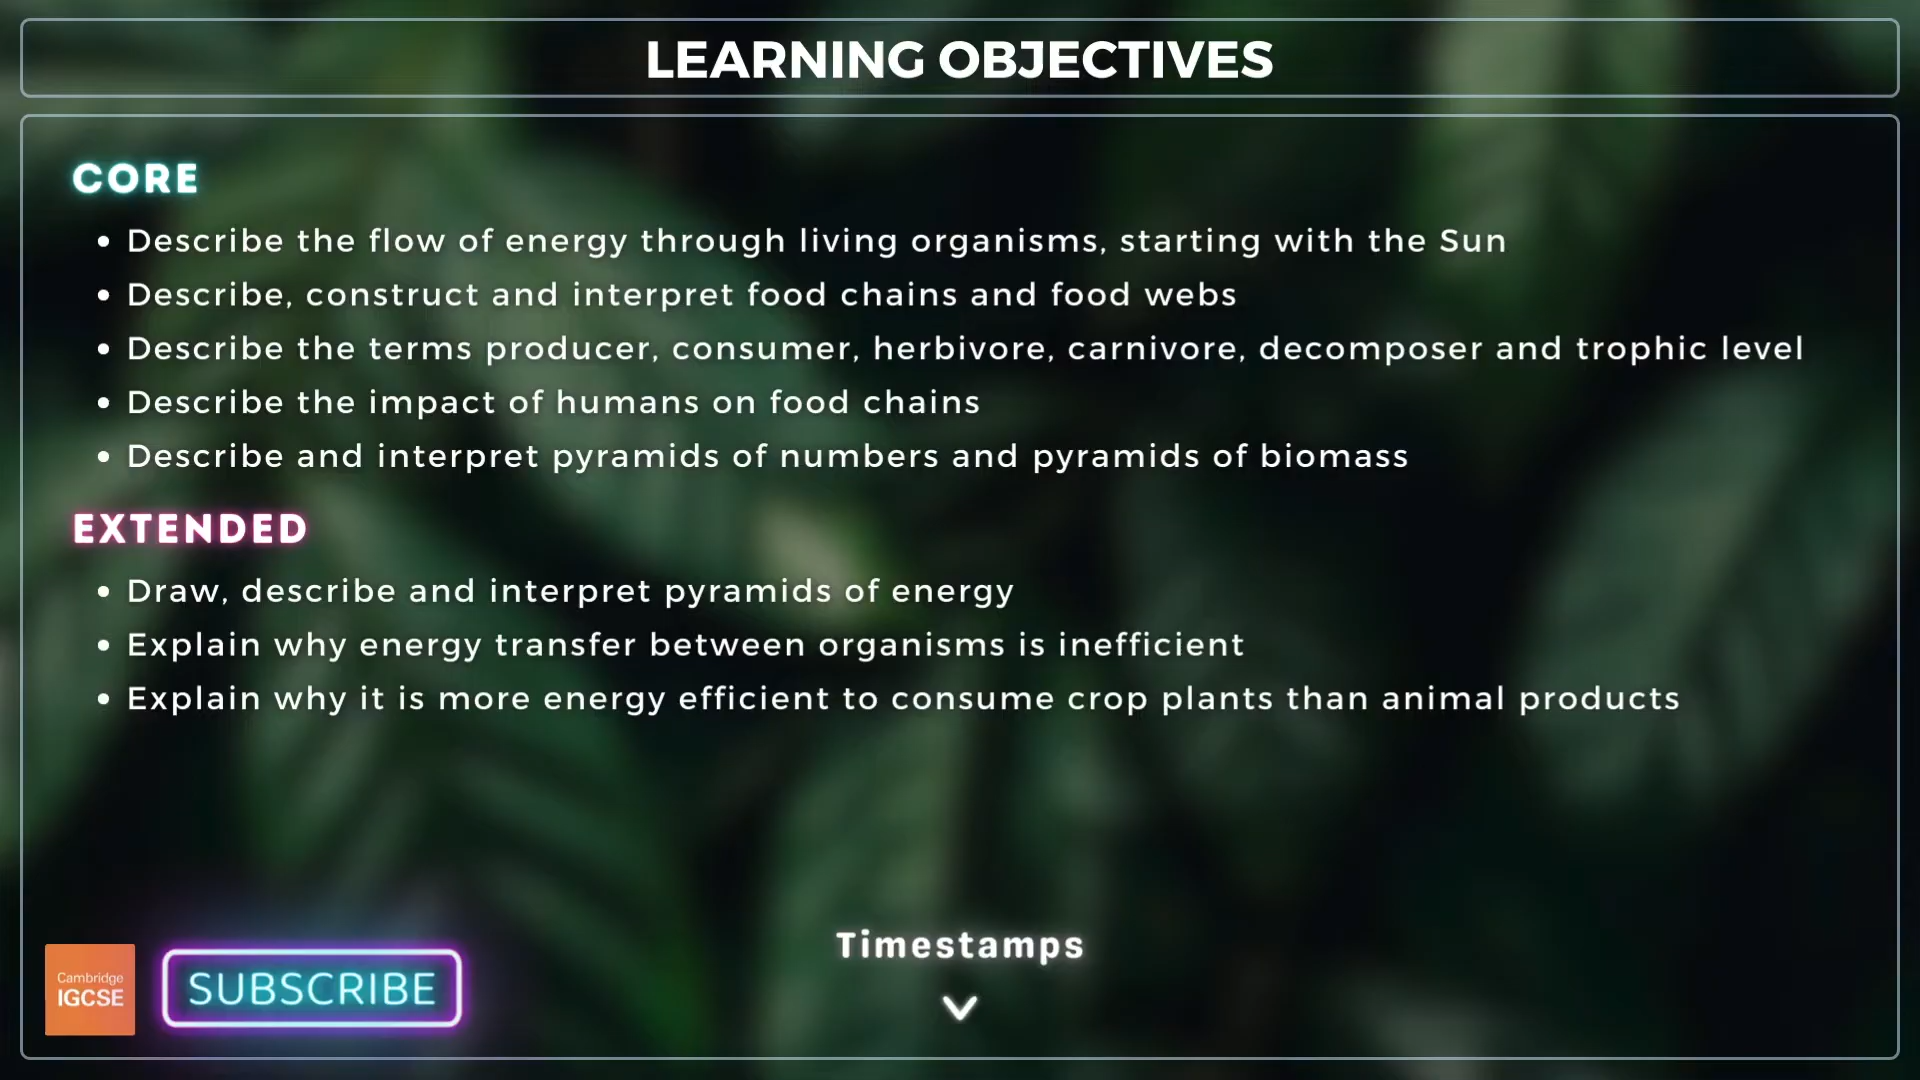 LEARNING OBJECTIVES
CORE
• Describe the flow of energy through living organisms, starting with the Sun
• Describe, construct and interpret food chains and food webs
• Describe the terms producer, consumer, herbivore, carnivore, decomposer and trophic level
• Describe the impact of humans on food chains
• Describe and interpret pyramids of numbers and pyramids of biomass
EXTENDED
• Draw, describe and interpret pyramids of energy
• Explain why energy transfer between organisms is inefficient
• Explain why it is more energy efficient to consume crop plants than animal products
Timestamps
Cambridge
IGCSE
SUBSCRIBE